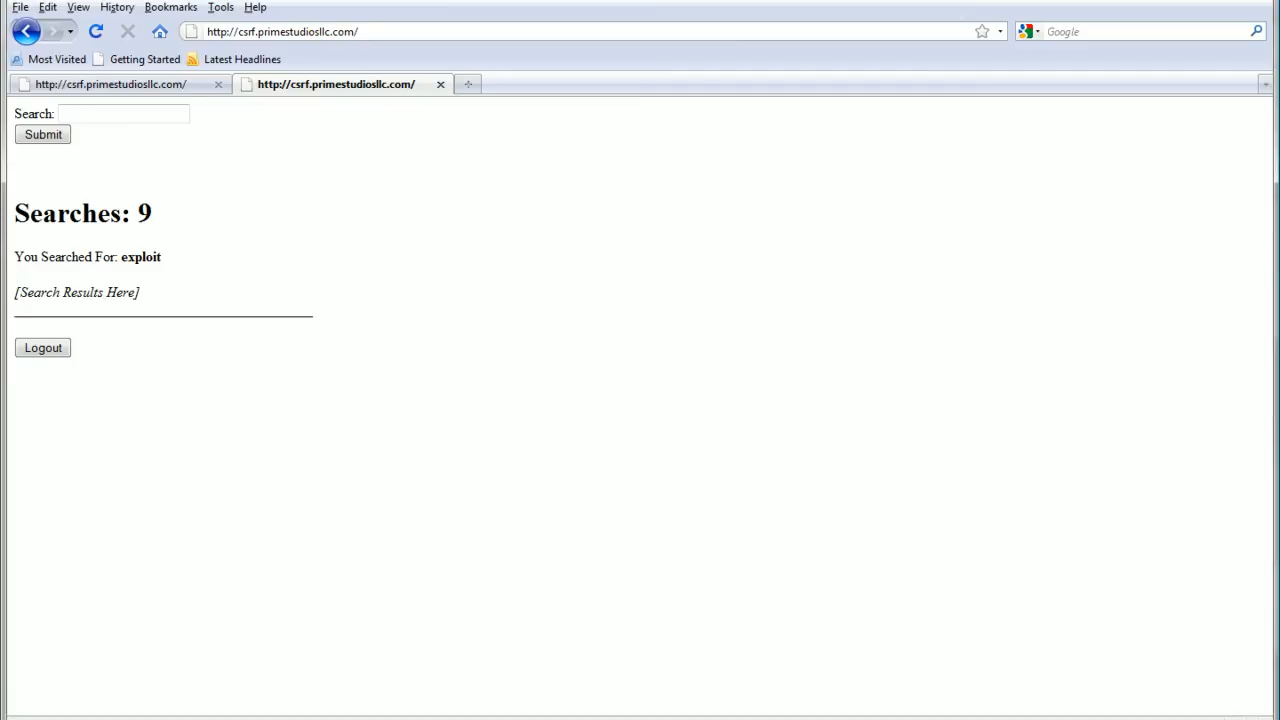 File Edit View History Bookmarks Tools Help
http://csrf.primestudiosllc.com/ Google
Most Visited Getting Started Latest Headlines
http://csrf.primestudiosllc.com/ http://csrf.primestudiosllc.com/
Search:
Submit
Searches: 9
You Searched For: exploit
[Search Results Here]
Logout